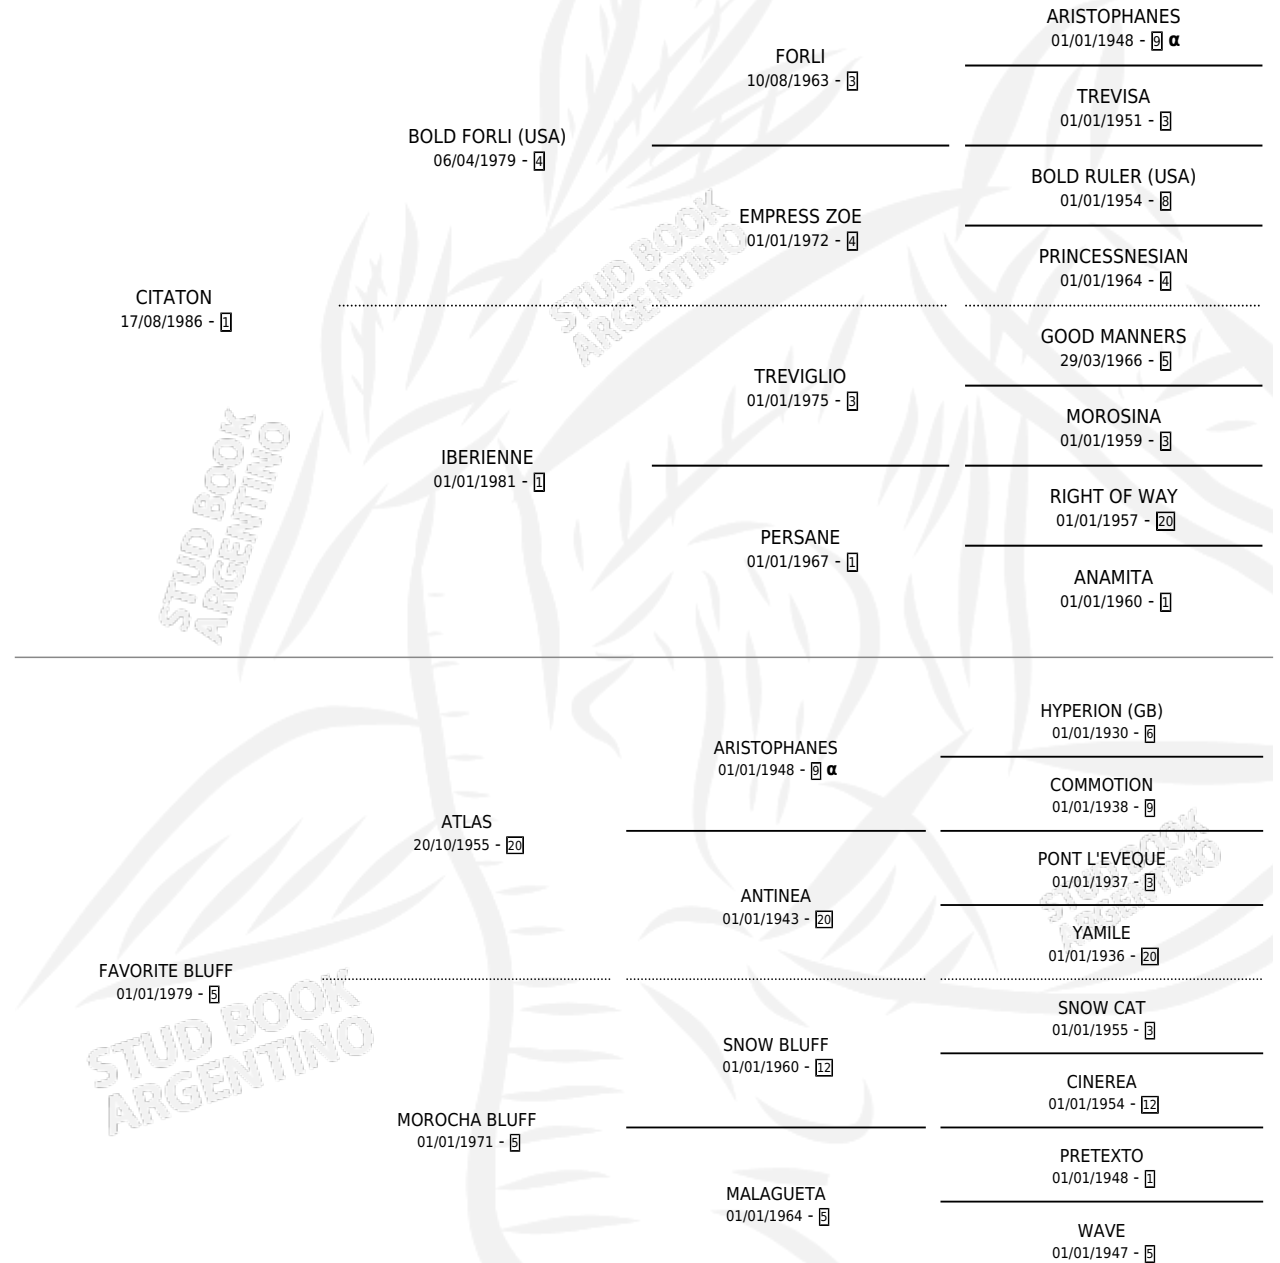 ARISTOPHANES
01/01/1948 - 9 α
FORLI
10/08/1963 - 3
TREVISA
01/01/1951 - 3
BOLD FORLI (USA)
06/04/1979 - 4
BOLD RULER (USA)
01/01/1954 - 8
EMPRESS ZOE
01/01/1972 - 4
PRINCESSNESIAN
01/01/1964 - 4
STUD BOOK
ARGENTINO
CITATON
17/08/1986 - 1
GOOD MANNERS
29/03/1966 - 5
TREVIGLIO
01/01/1975 - 3
MOROSINA
01/01/1959 - 3
IBERIENNE
01/01/1981 - 1
RIGHT OF WAY
01/01/1957 - 20
PERSANE
01/01/1967 - 1
ANAMITA
01/01/1960 - 1
STUD BOOK
ARGENTINO
HYPERION (GB)
01/01/1930 - 6
ARISTOPHANES
01/01/1948 - 9 α
COMMOTION
01/01/1938 - 9
ATLAS
20/10/1955 - 20
PONT L'EVEQUE
01/01/1937 - 3
ANTINEA
01/01/1943 - 20
YAMILE
01/01/1936 - 20
STUD BOOK
ARGENTINO
FAVORITE BLUFF
01/01/1979 - 5
SNOW CAT
01/01/1955 - 3
SNOW BLUFF
01/01/1960 - 12
CINEREA
01/01/1954 - 12
STUD BOOK
ARGENTINO
MOROCHA BLUFF
01/01/1971 - 5
PRETEXTO
01/01/1948 - 1
MALAGUETA
01/01/1964 - 5
WAVE
01/01/1947 - 5